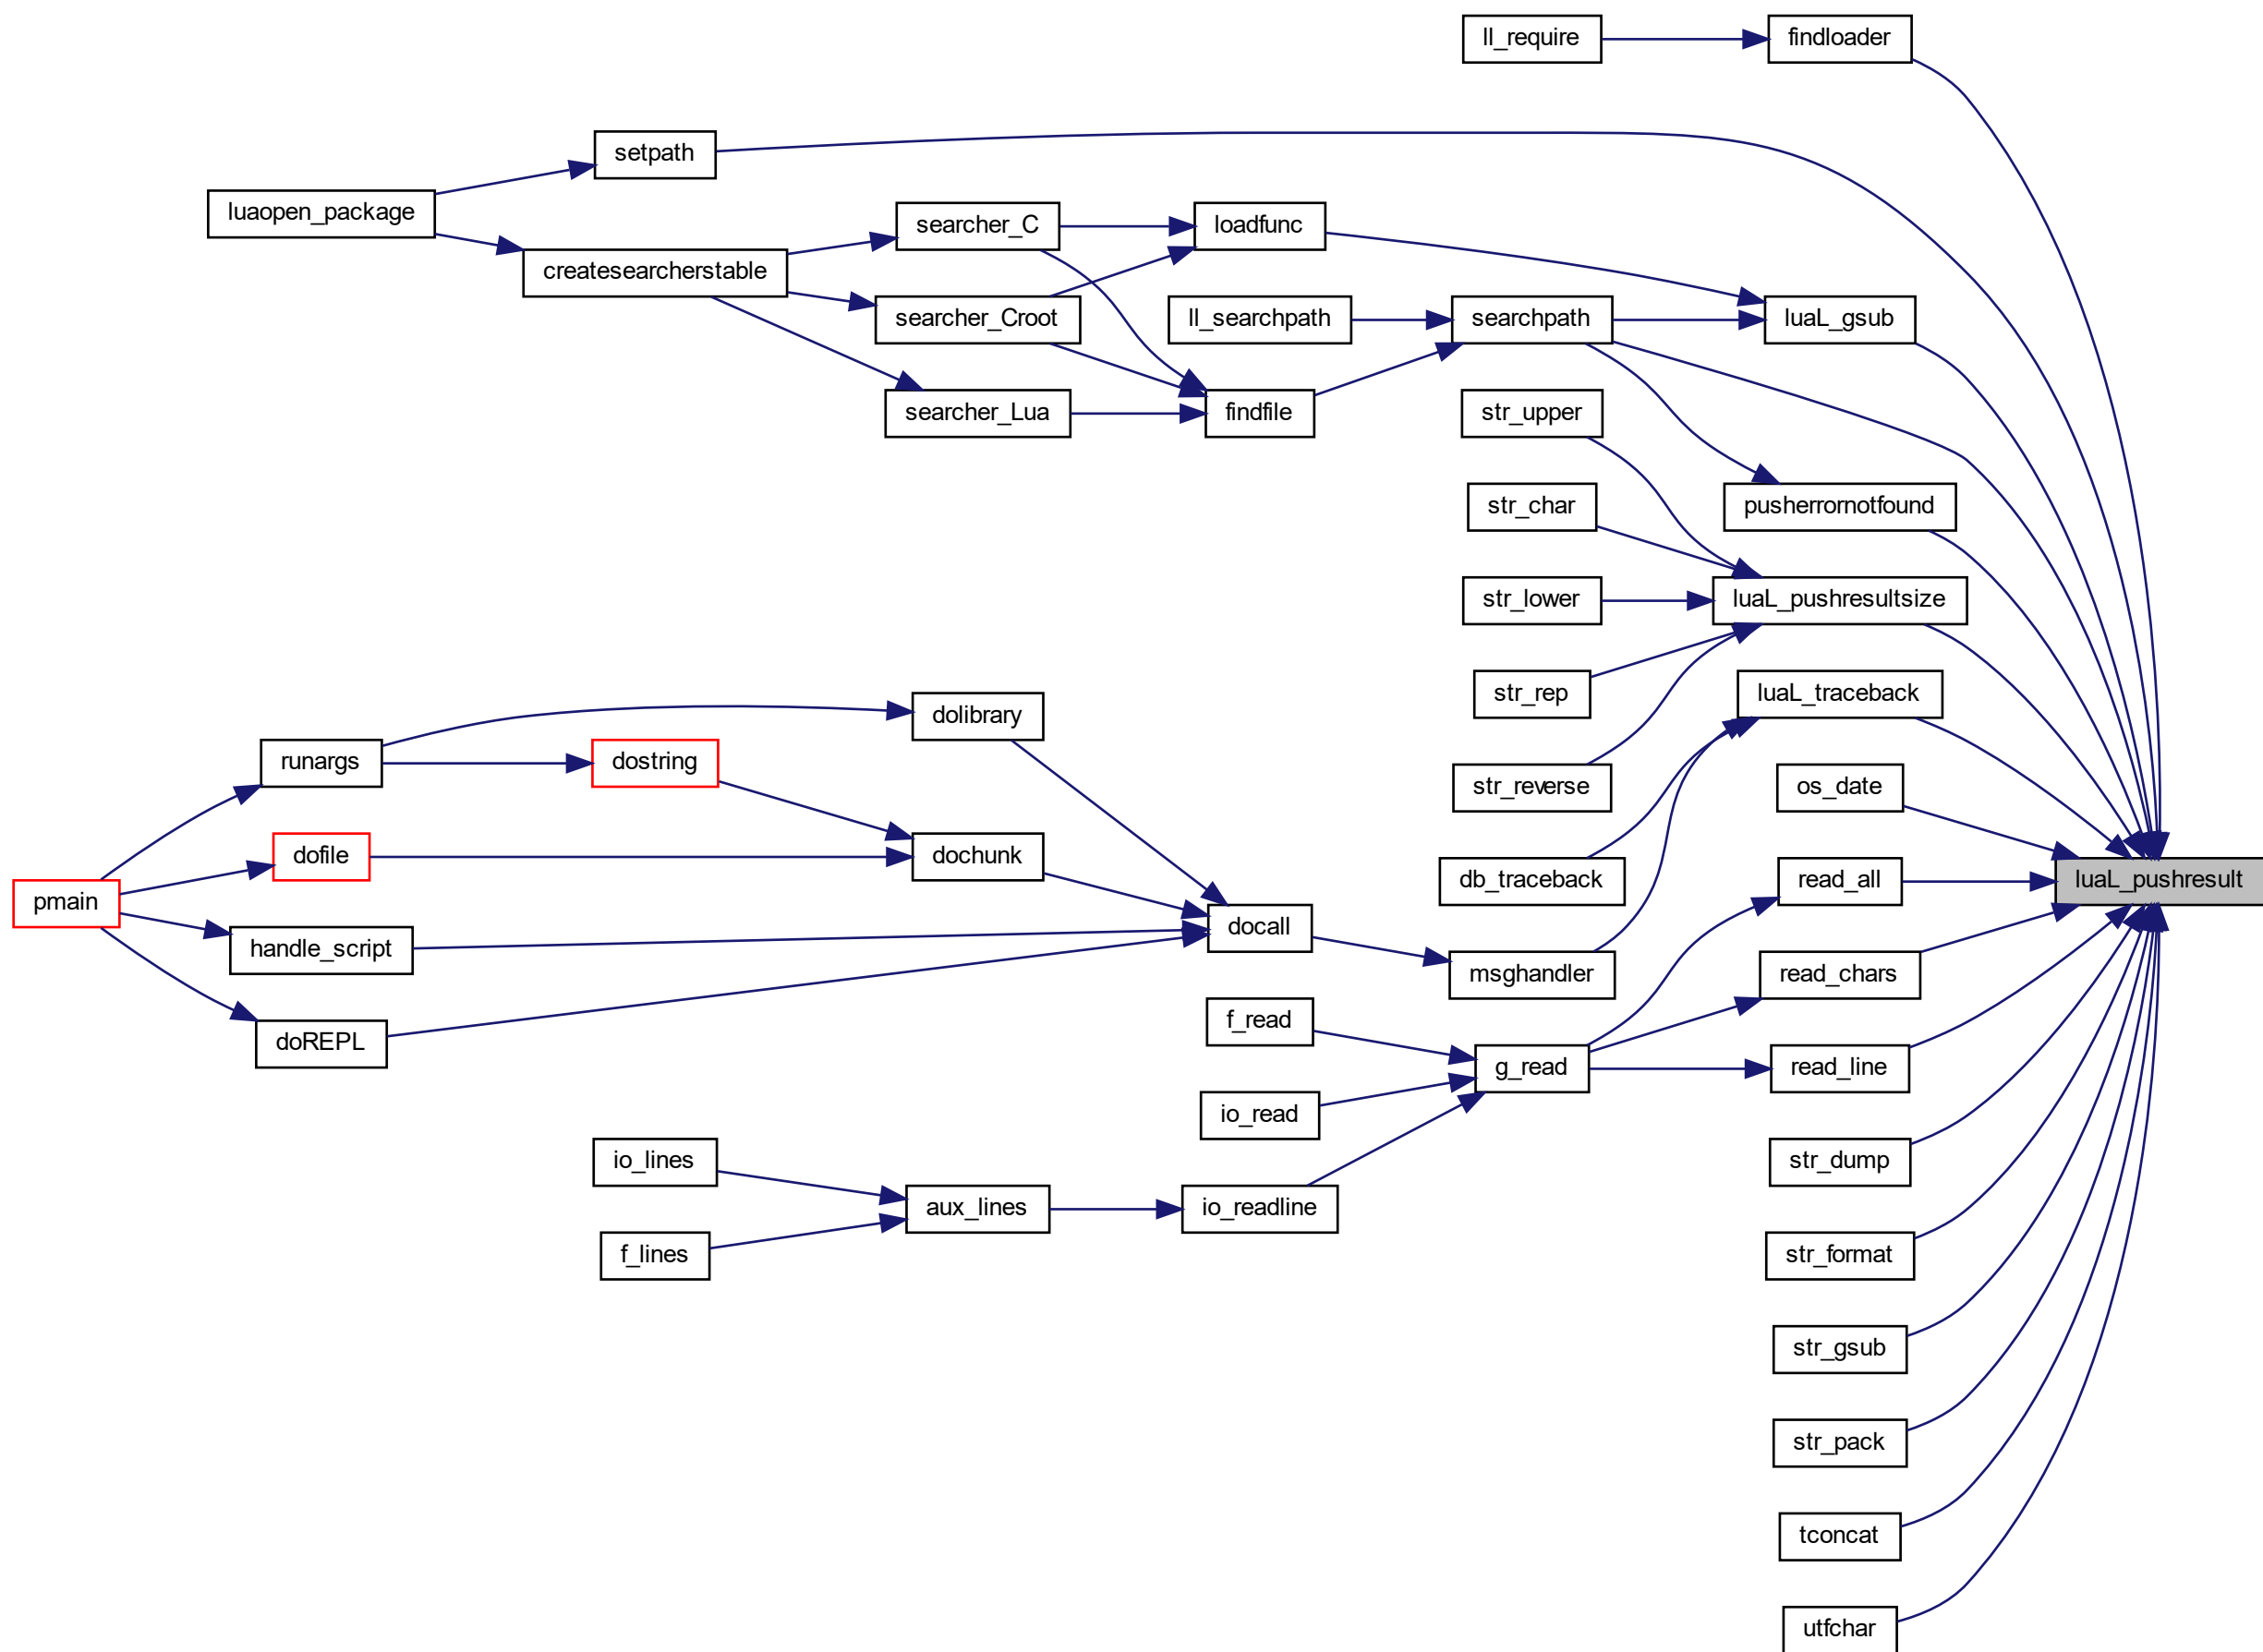 ll_require
findloader
setpath
luaopen_package
searcher_C
loadfunc
createsearcherstable
searcher_Croot
ll_searchpath
searchpath
luaL_gsub
searcher_Lua
findfile
str_upper
str_char
pusherrornotfound
str_lower
luaL_pushresultsize
str_rep
luaL_traceback
dolibrary
runargs
dostring
str_reverse
os_date
dofile
dochunk
db_traceback
read_all
luaL_pushresult
pmain
docall
handle_script
msghandler
read_chars
f_read
doREPL
g_read
read_line
io_read
io_lines
str_dump
aux_lines
io_readline
f_lines
str_format
str_gsub
str_pack
tconcat
utfchar